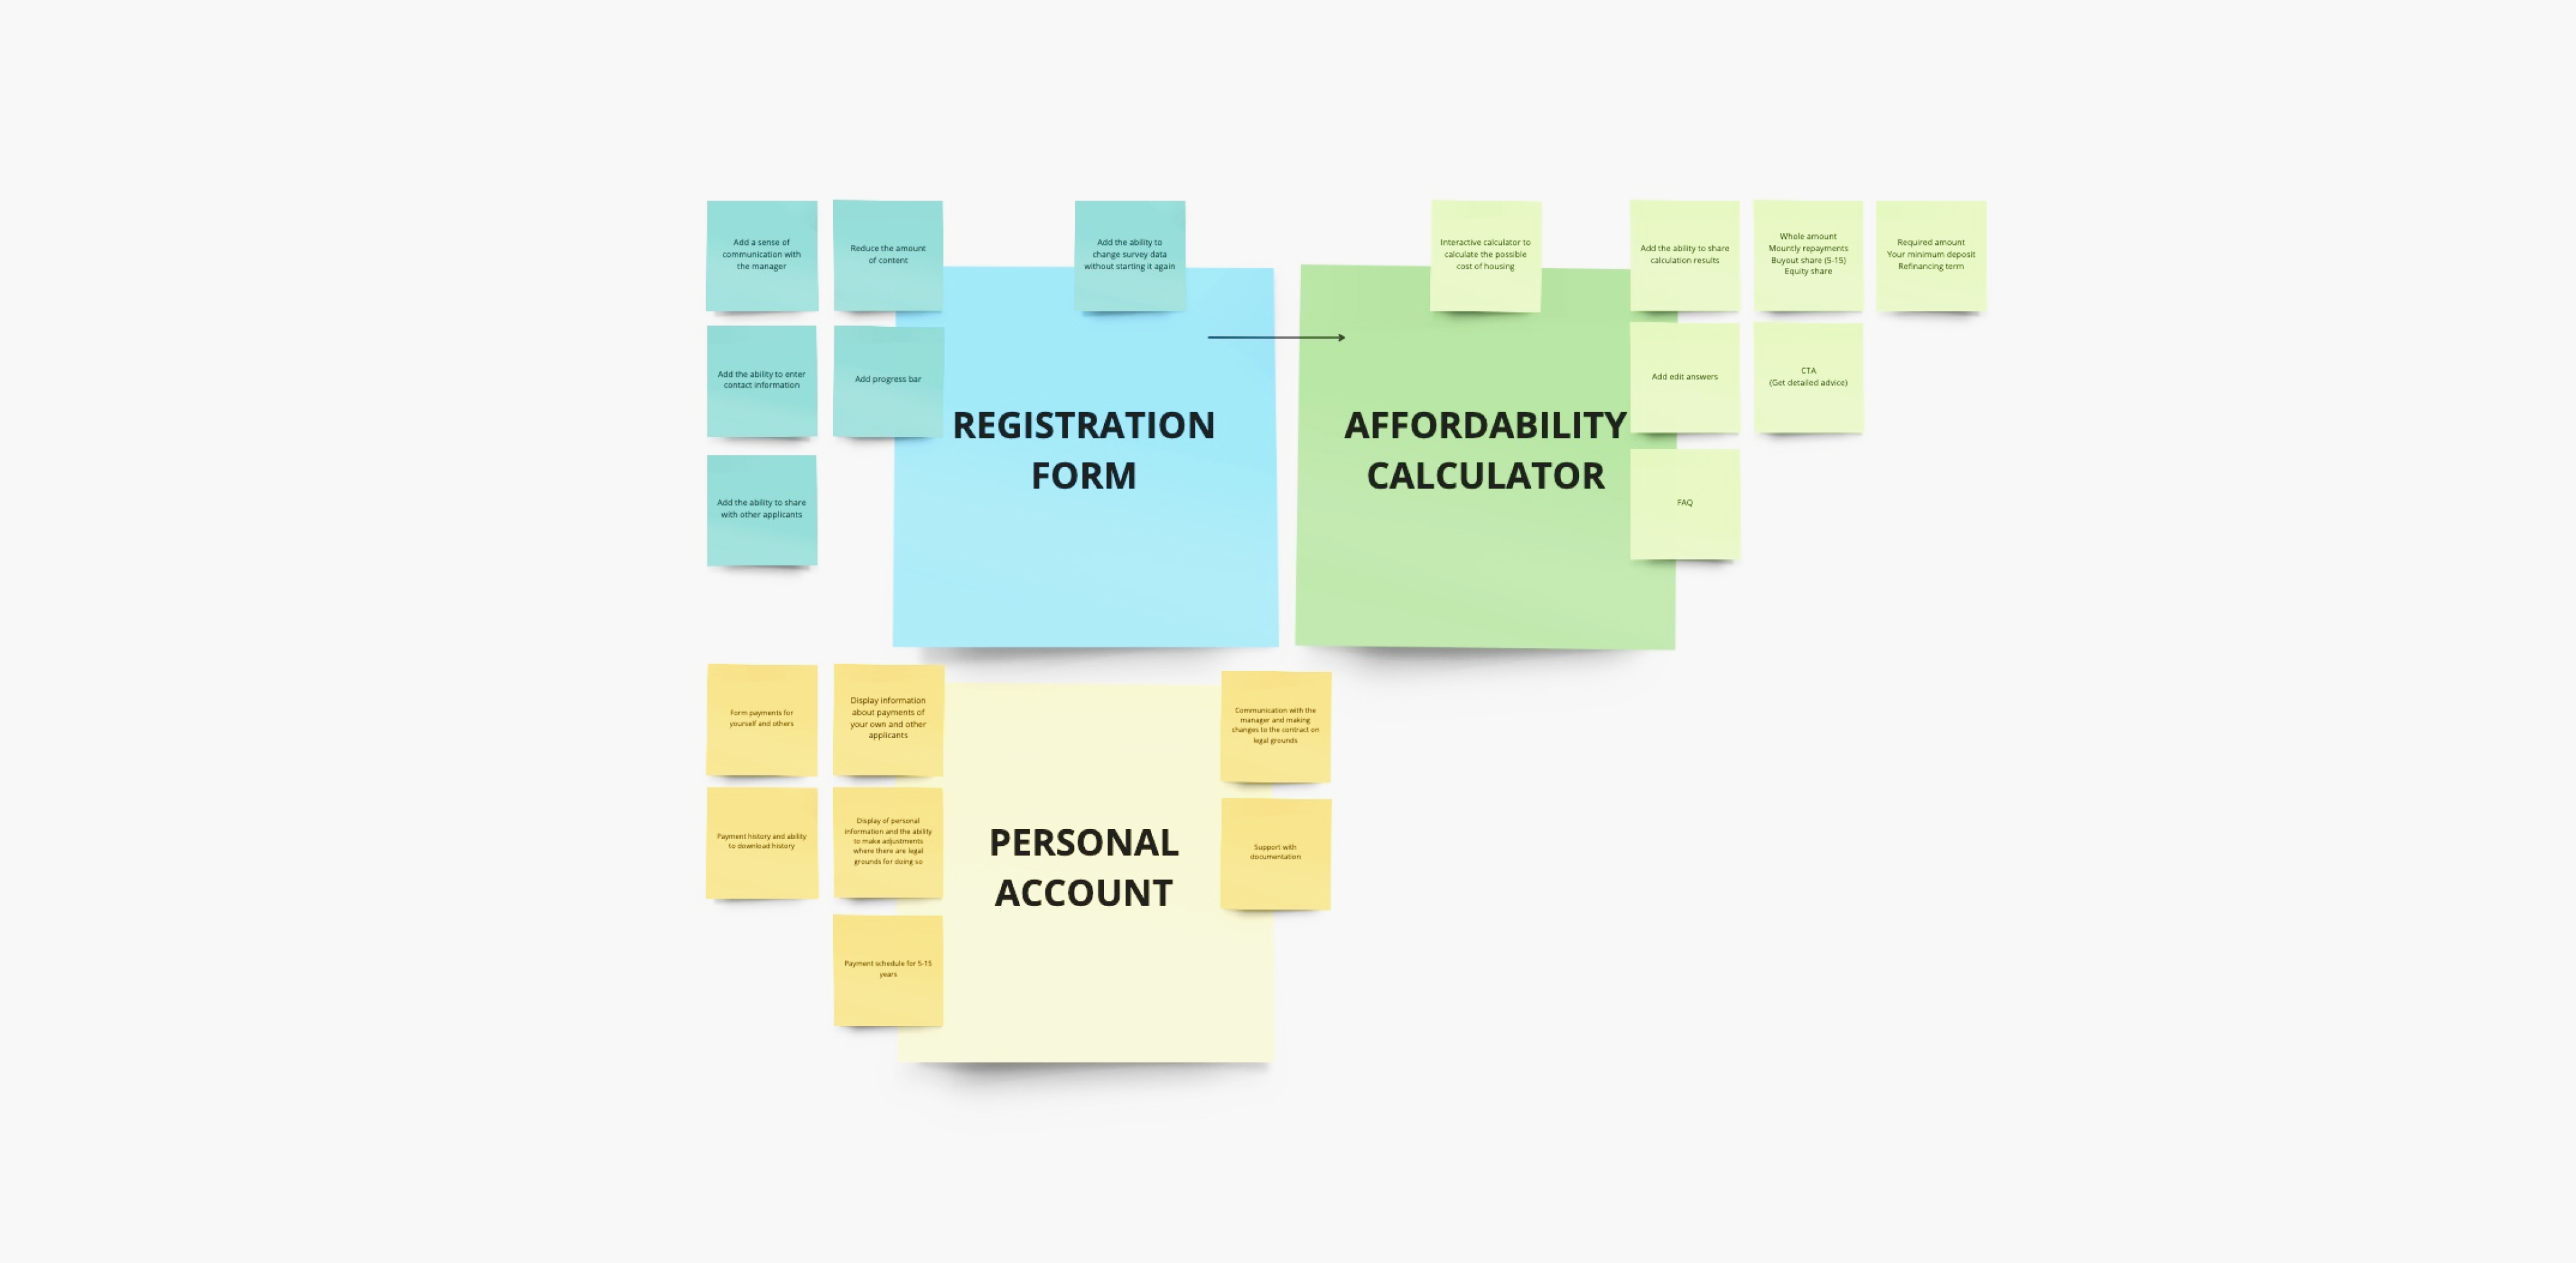 Add a sense of
communication with
the manager
Reduce the amount
of content
Add the ability to
change survey data
without starting it again
Add the ability to enter
contact information
Add progress bar
Add the ability to share
with other applicants
REGISTRATION
FORM
Interactive calculator to
calculate the possible
cost of housing
Add the ability to share
calculation results
Whole amount
Mountly repayments
Buyout share (5-15)
Equity share
Required amount
Your minimum deposit
Refinancing term
Add edit answers
CTA
(Get detailed advice)
FAQ
AFFORDABILITY
CALCULATOR
Form payments for
yourself and others
Display information
about payments of
your own and other
applicants
Payment history and ability
to download history
Display of personal
information and the ability
to make adjustments
where there are legal
grounds for doing so
Payment schedule for 5-15
years
PERSONAL
ACCOUNT
Communication with the
manager and making
changes to the contract on
legal grounds
Support with
documentation